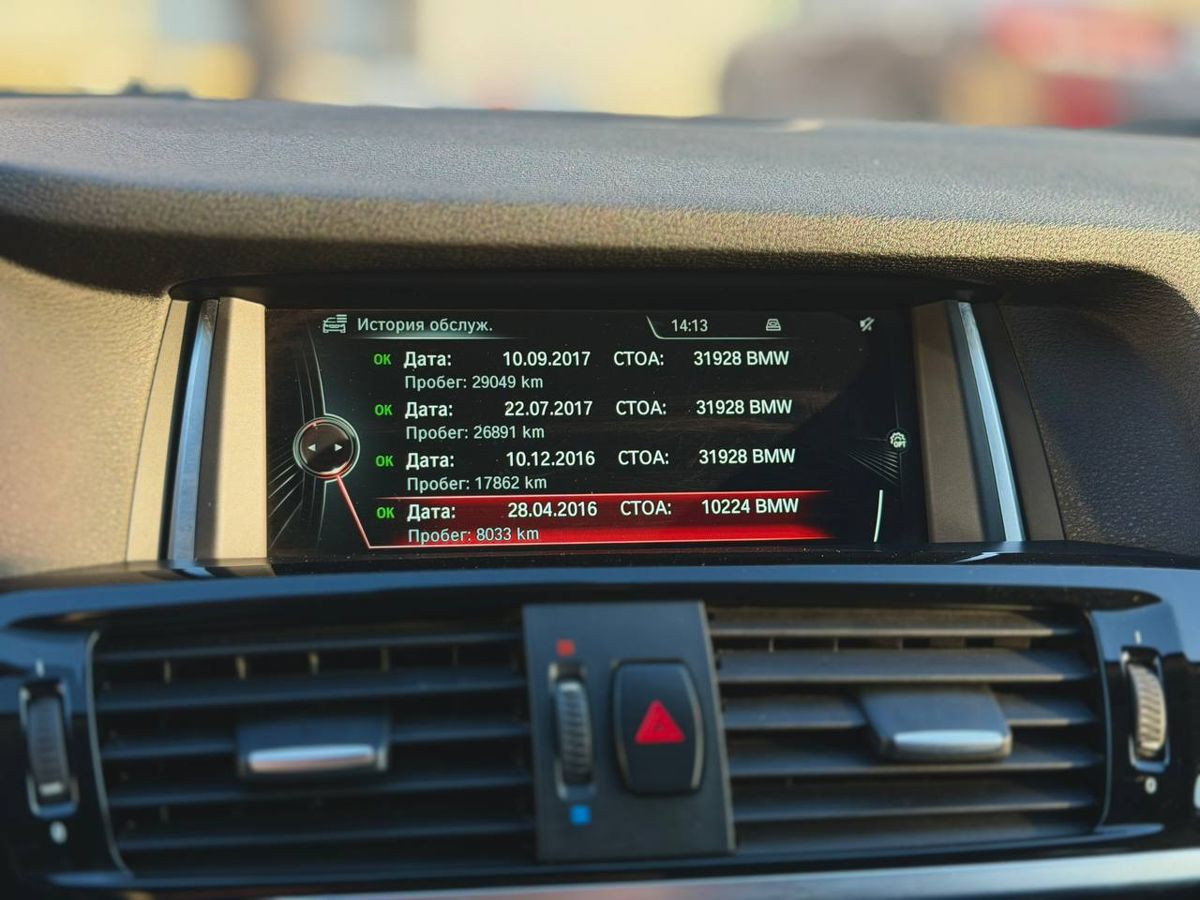 История обслуж. 14:13
OK Дата: 10.09.2017 СТОА: 31928 BMW
Пробег: 29049 km
OK Дата: 22.07.2017 СТОА: 31928 BMW
Пробег: 26891 km
OK Дата: 10.12.2016 СТОА: 31928 BMW
Пробег: 17862 km
OK Дата: 28.04.2016 СТОА: 10224 BMW
Пробег: 8033 km